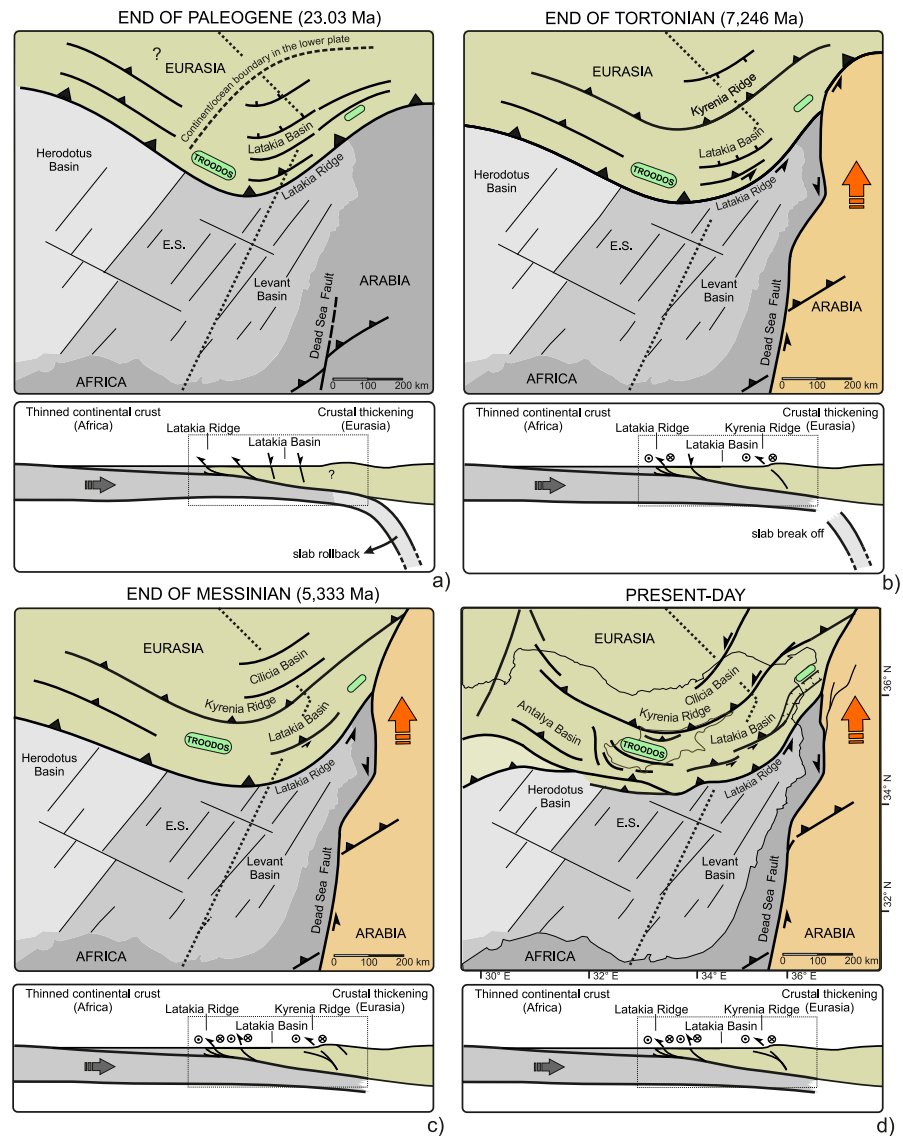 END OF PALEOGENE (23.03 Ma)
?
EURASIA
Continent/ocean boundary in the lower plate
Latakia Basin
TROODOS
Latakia Ridge
Herodotus
Basin
E.S.
Levant
Basin
Dead Sea Fault
ARABIA
AFRICA
0 100 200 km
Thinned continental crust
(Africa)
Crustal thickening
(Eurasia)
Latakia Ridge
Latakia Basin
?
slab rollback
a)
END OF TORTONIAN (7,246 Ma)
EURASIA
Kyrenia Ridge
Latakia Basin
TROODOS
Latakia Ridge
Herodotus
Basin
E.S.
Levant
Basin
Dead Sea Fault
ARABIA
AFRICA
0 100 200 km
Thinned continental crust
(Africa)
Crustal thickening
(Eurasia)
Latakia Ridge
Kyrenia Ridge
Latakia Basin
slab break off
b)
END OF MESSINIAN (5,333 Ma)
EURASIA
Cilicia Basin
Kyrenia Ridge
Latakia Basin
TROODOS
Latakia Ridge
Herodotus
Basin
E.S.
Levant
Basin
Dead Sea Fault
ARABIA
AFRICA
0 100 200 km
Thinned continental crust
(Africa)
Crustal thickening
(Eurasia)
Latakia Ridge
Kyrenia Ridge
Latakia Basin
c)
PRESENT-DAY
EURASIA
Cilicia Basin
Kyrenia Ridge
Antalya Basin
Latakia Basin
TROODOS
Latakia Ridge
Herodotus
Basin
E.S.
Levant
Basin
Dead Sea Fault
ARABIA
AFRICA
0 100 200 km
36° N
34° N
32° N
30° E
32° E
34° E
36° E
Thinned continental crust
(Africa)
Crustal thickening
(Eurasia)
Latakia Ridge
Kyrenia Ridge
Latakia Basin
d)